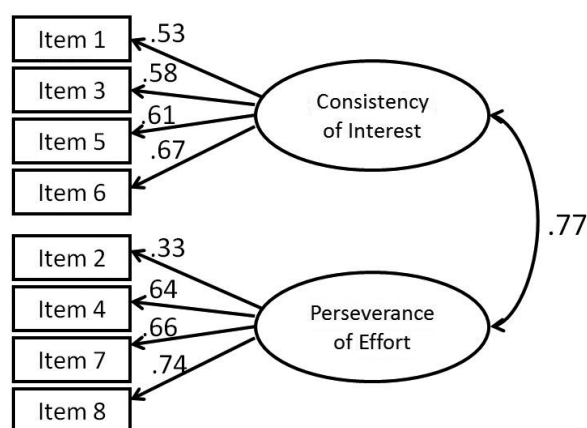 Item 1
.53
Item 3
.58
Item 5
.61
Item 6
.67
Consistency
of Interest
.77
Item 2
.33
Item 4
.64
Item 7
.66
Item 8
.74
Perseverance
of Effort